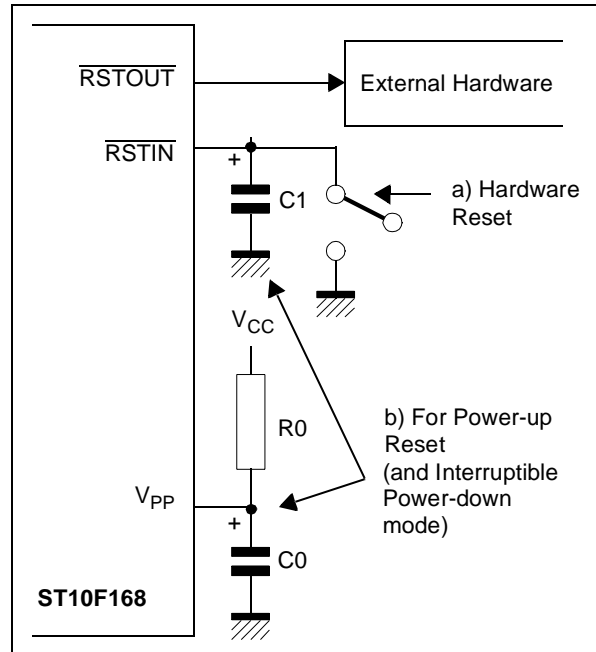 RSTOUT
External Hardware
RSTIN
+
C1
a) Hardware
Reset
VCC
R0
b) For Power-up
Reset
(and Interruptible
Power-down
mode)
VPP
+
C0
ST10F168